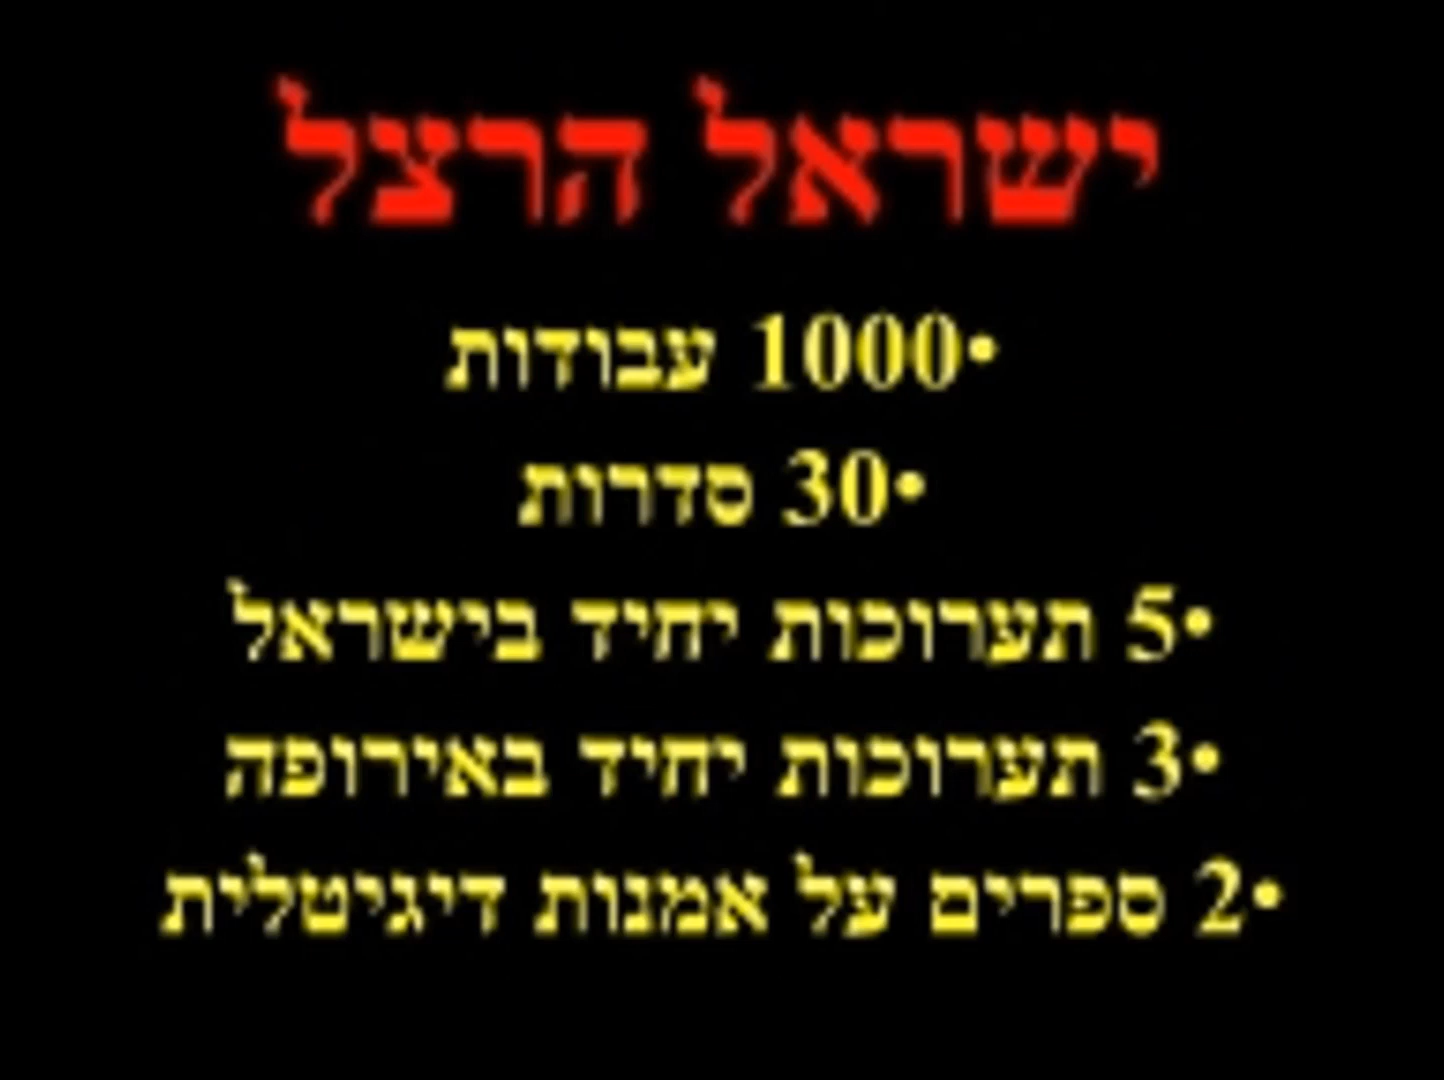 ישראל הרצל
•1000 עבודות
•30 סדרות
•5 תערוכות יחיד בישראל
•3 תערוכות יחיד באירופה
•2 ספרים על אמנות דיגיטלית